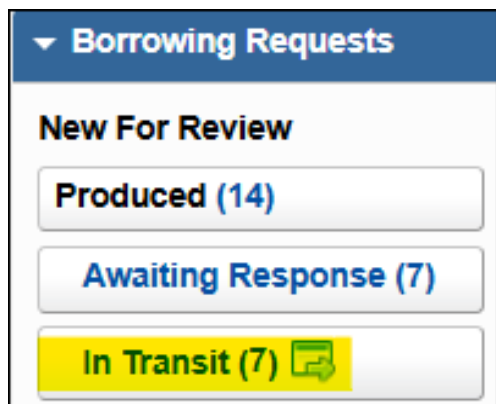 Borrowing Requests
New For Review
Produced (14)
Awaiting Response (7)
In Transit (7)